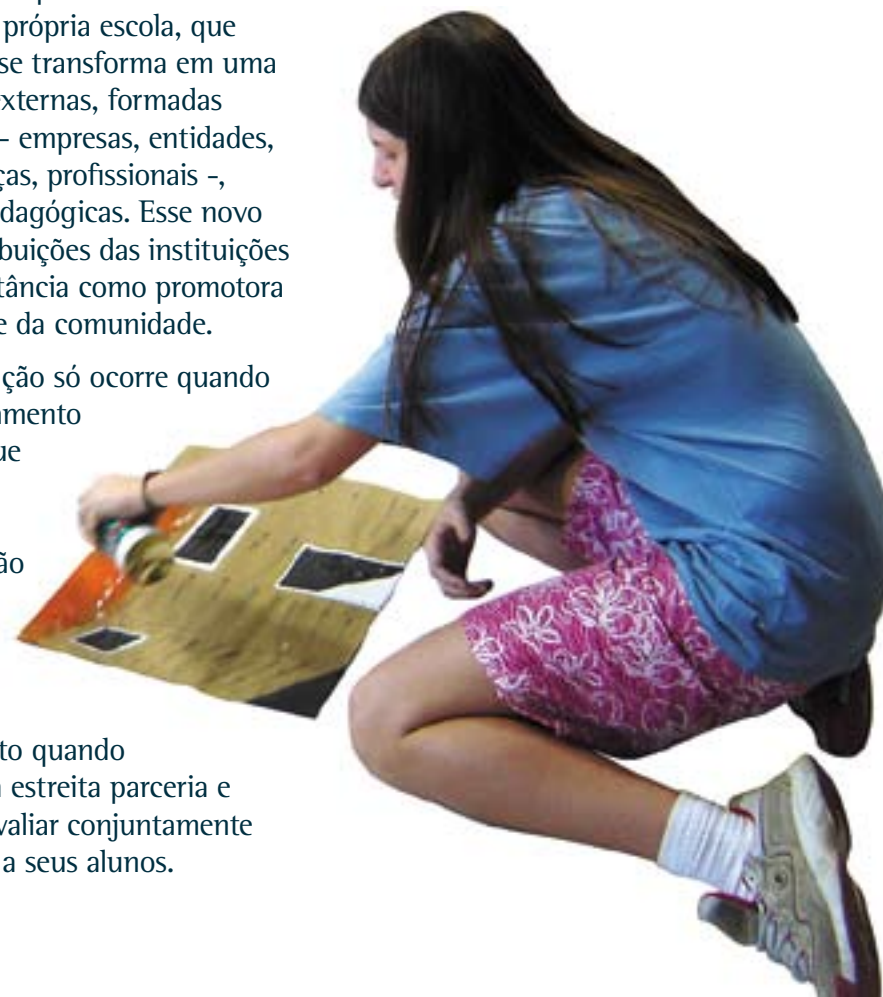 própria escola, que
se transforma em uma
externas, formadas
– empresas, entidades,
ças, profissionais -,
dagógicas. Esse novo
buições das instituições
tância como promotora
e da comunidade.
ção só ocorre quando
mento
ue
ão
to quando
estreita parceria e
valiar conjuntamente
a seus alunos.